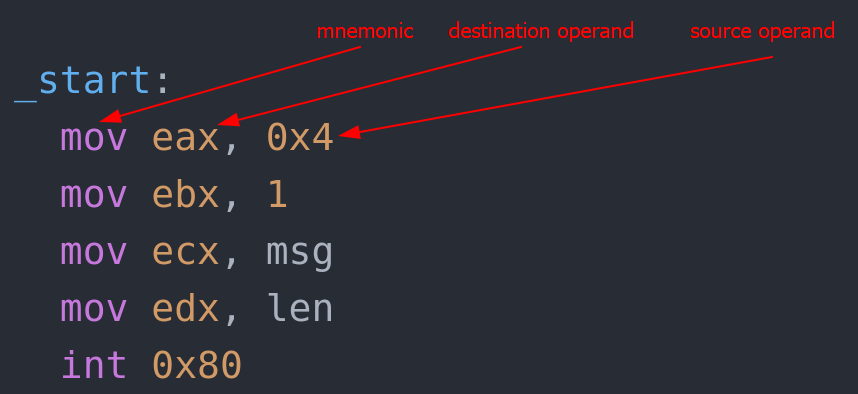 mnemonic destination operand source operand
_start:
mov eax, 0x4
mov ebx, 1
mov ecx, msg
mov edx, len
int 0x80